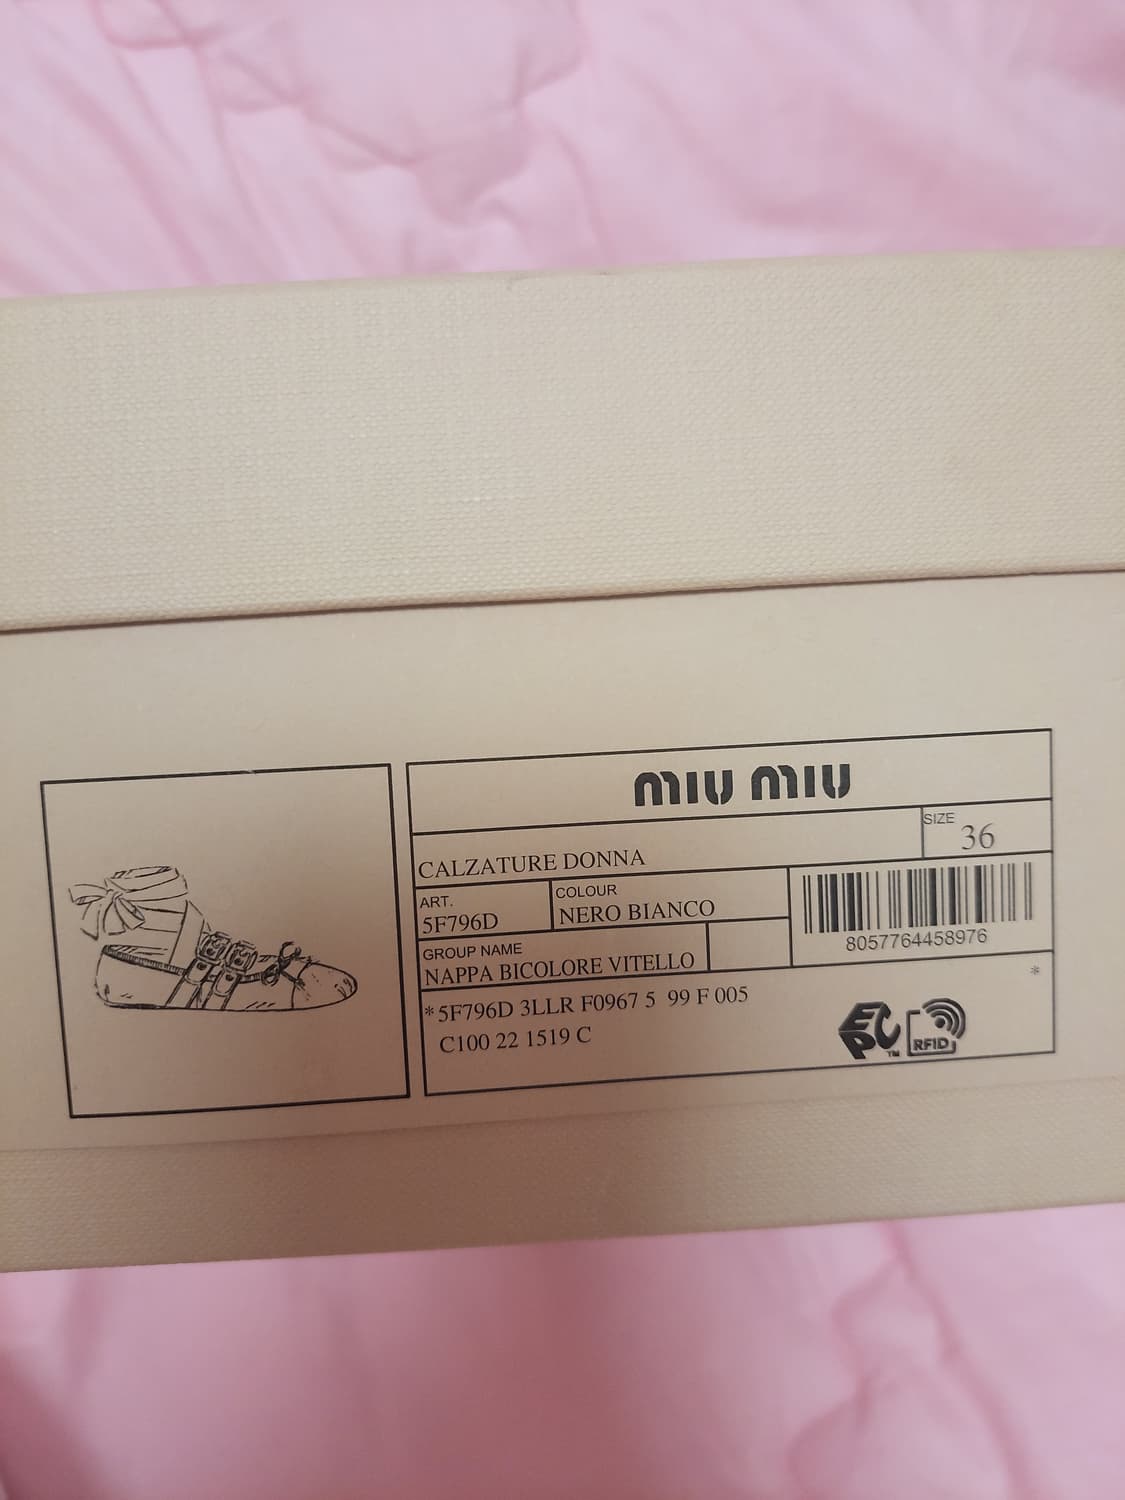 miu miu
SIZE
36
CALZATURE DONNA
ART.
5F796D
COLOUR
NERO BIANCO
8057764458976
GROUP NAME
NAPPA BICOLORE VITELLO
*5F796D 3LLR F0967 5 99 F 005 *
C100 22 1519 C
EPC™ RFID